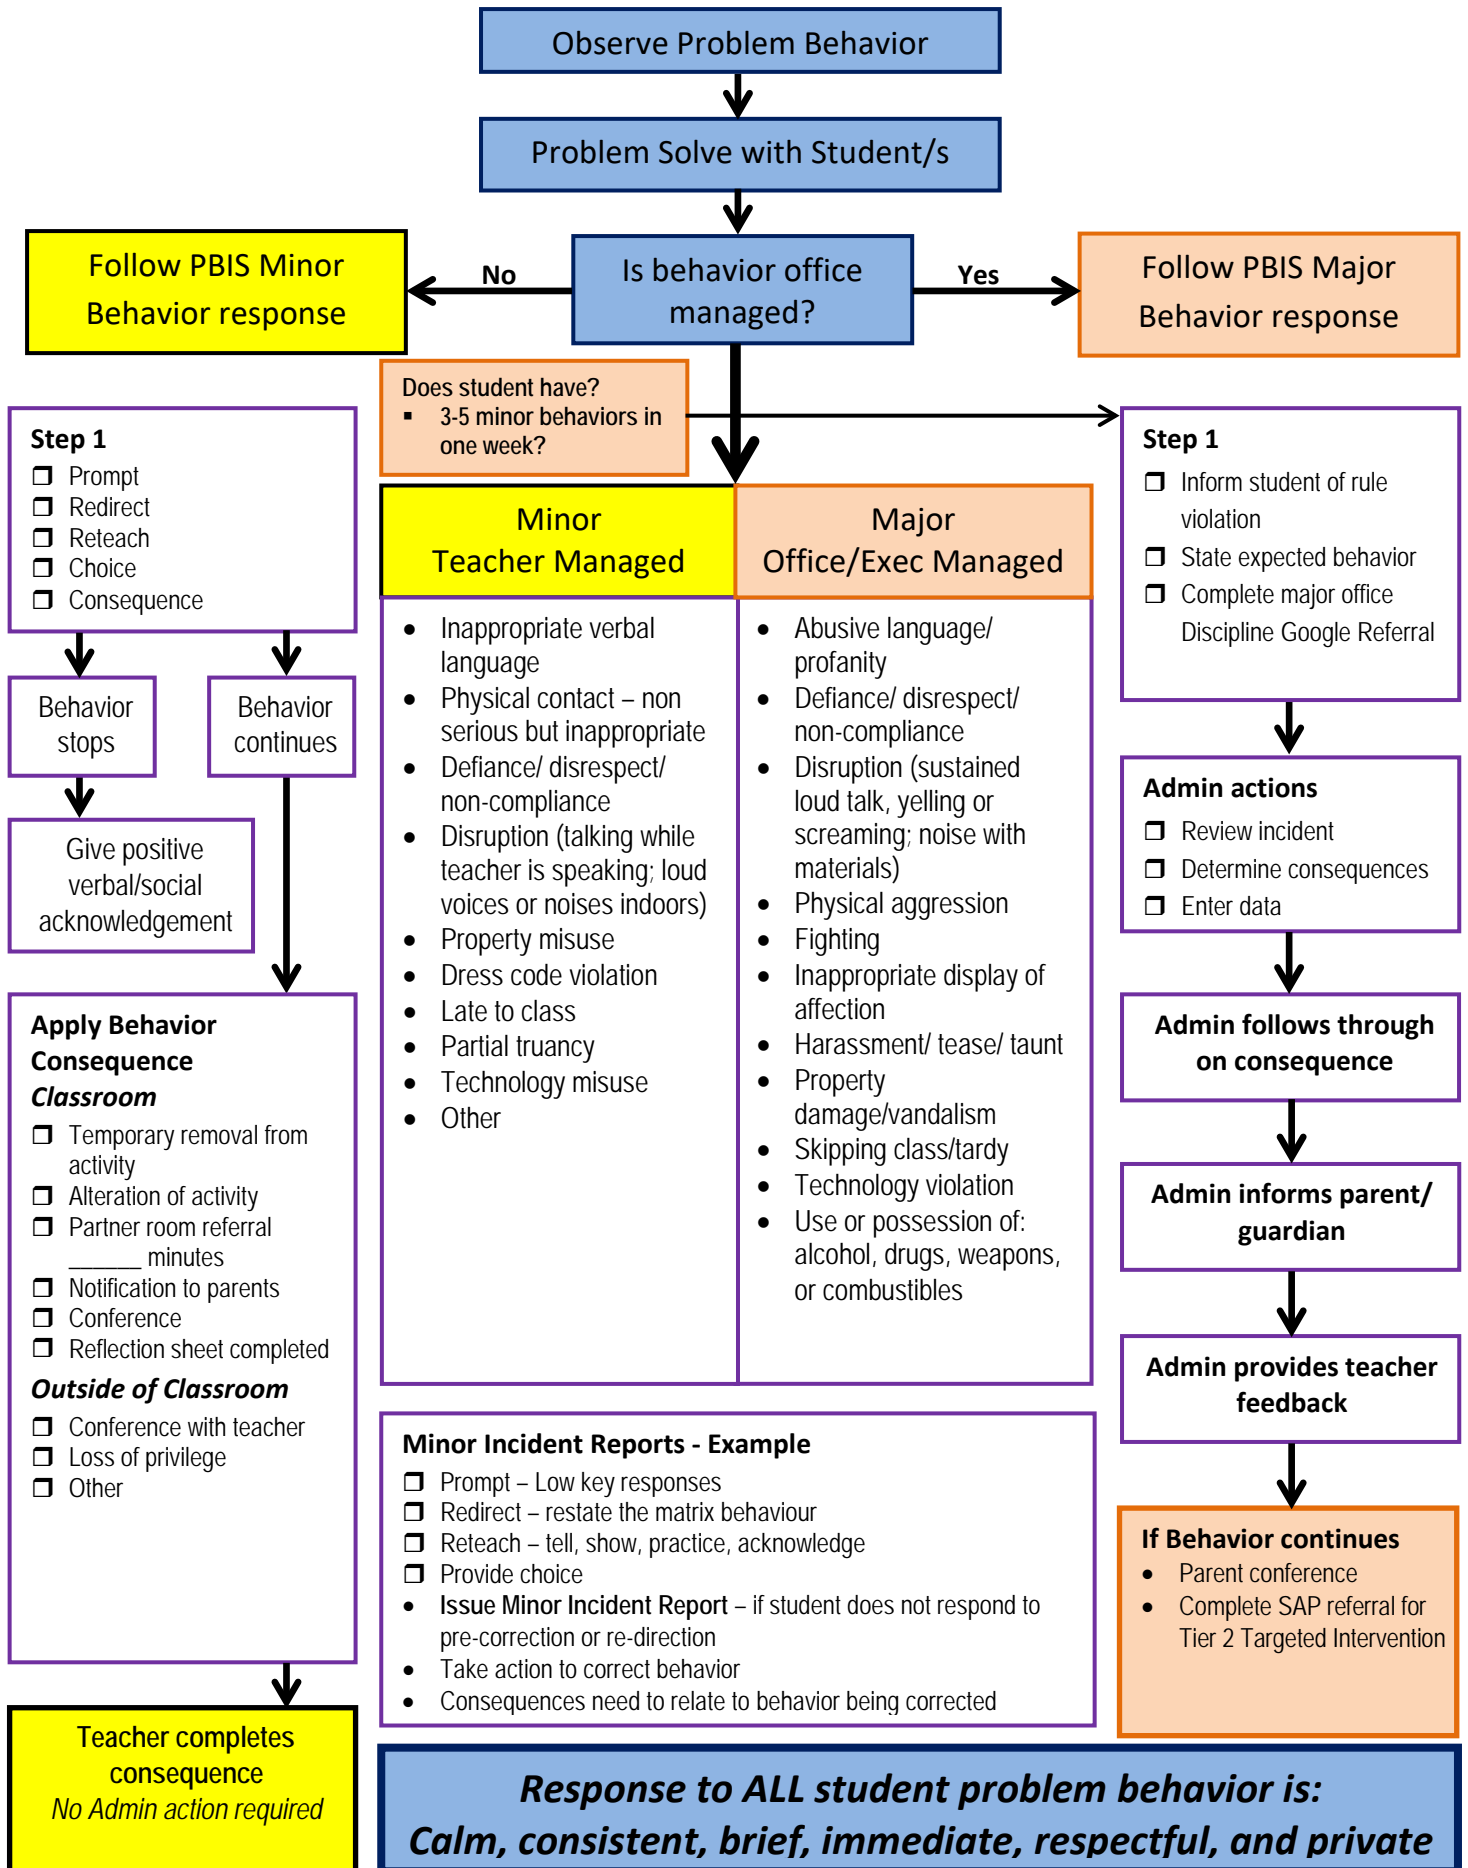 Observe Problem Behavior
Problem Solve with Student/s
Follow PBIS Minor
Behavior response
No
Is behavior office
managed?
Yes
Follow PBIS Major
Behavior response
Does student have?
▪ 3-5 minor behaviors in
one week?
Step 1
❒ Prompt
❒ Redirect
❒ Reteach
❒ Choice
❒ Consequence
Behavior
stops
Behavior
continues
Give positive
verbal/social
acknowledgement
Apply Behavior
Consequence
Classroom
❒ Temporary removal from
activity
❒ Alteration of activity
❒ Partner room referral
______ minutes
❒ Notification to parents
❒ Conference
❒ Reflection sheet completed
Outside of Classroom
❒ Conference with teacher
❒ Loss of privilege
❒ Other
Teacher completes
consequence
No Admin action required
Minor
Teacher Managed
• Inappropriate verbal
language
• Physical contact – non
serious but inappropriate
• Defiance/ disrespect/
non-compliance
• Disruption (talking while
teacher is speaking; loud
voices or noises indoors)
• Property misuse
• Dress code violation
• Late to class
• Partial truancy
• Technology misuse
• Other
Major
Office/Exec Managed
• Abusive language/
profanity
• Defiance/ disrespect/
non-compliance
• Disruption (sustained
loud talk, yelling or
screaming; noise with
materials)
• Physical aggression
• Fighting
• Inappropriate display of
affection
• Harassment/ tease/ taunt
• Property
damage/vandalism
• Skipping class/tardy
• Technology violation
• Use or possession of:
alcohol, drugs, weapons,
or combustibles
Minor Incident Reports - Example
❒ Prompt – Low key responses
❒ Redirect – restate the matrix behaviour
❒ Reteach – tell, show, practice, acknowledge
❒ Provide choice
• Issue Minor Incident Report – if student does not respond to
pre-correction or re-direction
• Take action to correct behavior
• Consequences need to relate to behavior being corrected
Step 1
❒ Inform student of rule
violation
❒ State expected behavior
❒ Complete major office
Discipline Google Referral
Admin actions
❒ Review incident
❒ Determine consequences
❒ Enter data
Admin follows through
on consequence
Admin informs parent/
guardian
Admin provides teacher
feedback
If Behavior continues
• Parent conference
• Complete SAP referral for
Tier 2 Targeted Intervention
Response to ALL student problem behavior is:
Calm, consistent, brief, immediate, respectful, and private